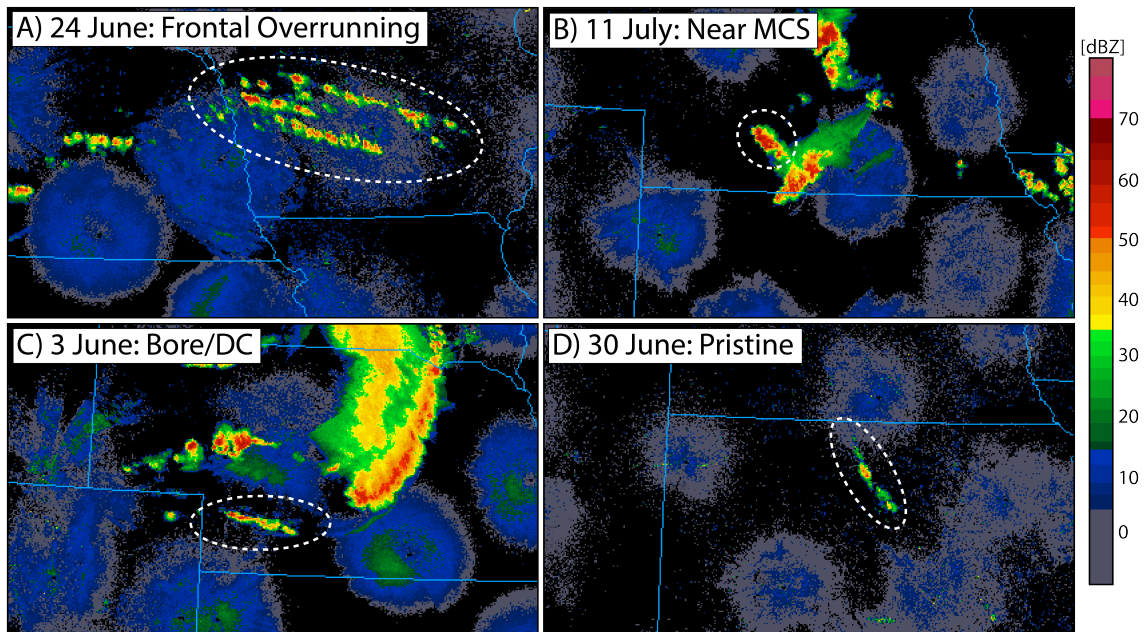 A) 24 June: Frontal Overrunning
B) 11 July: Near MCS
[dBZ]
70
60
50
40
30
20
10
0
C) 3 June: Bore/DC
D) 30 June: Pristine